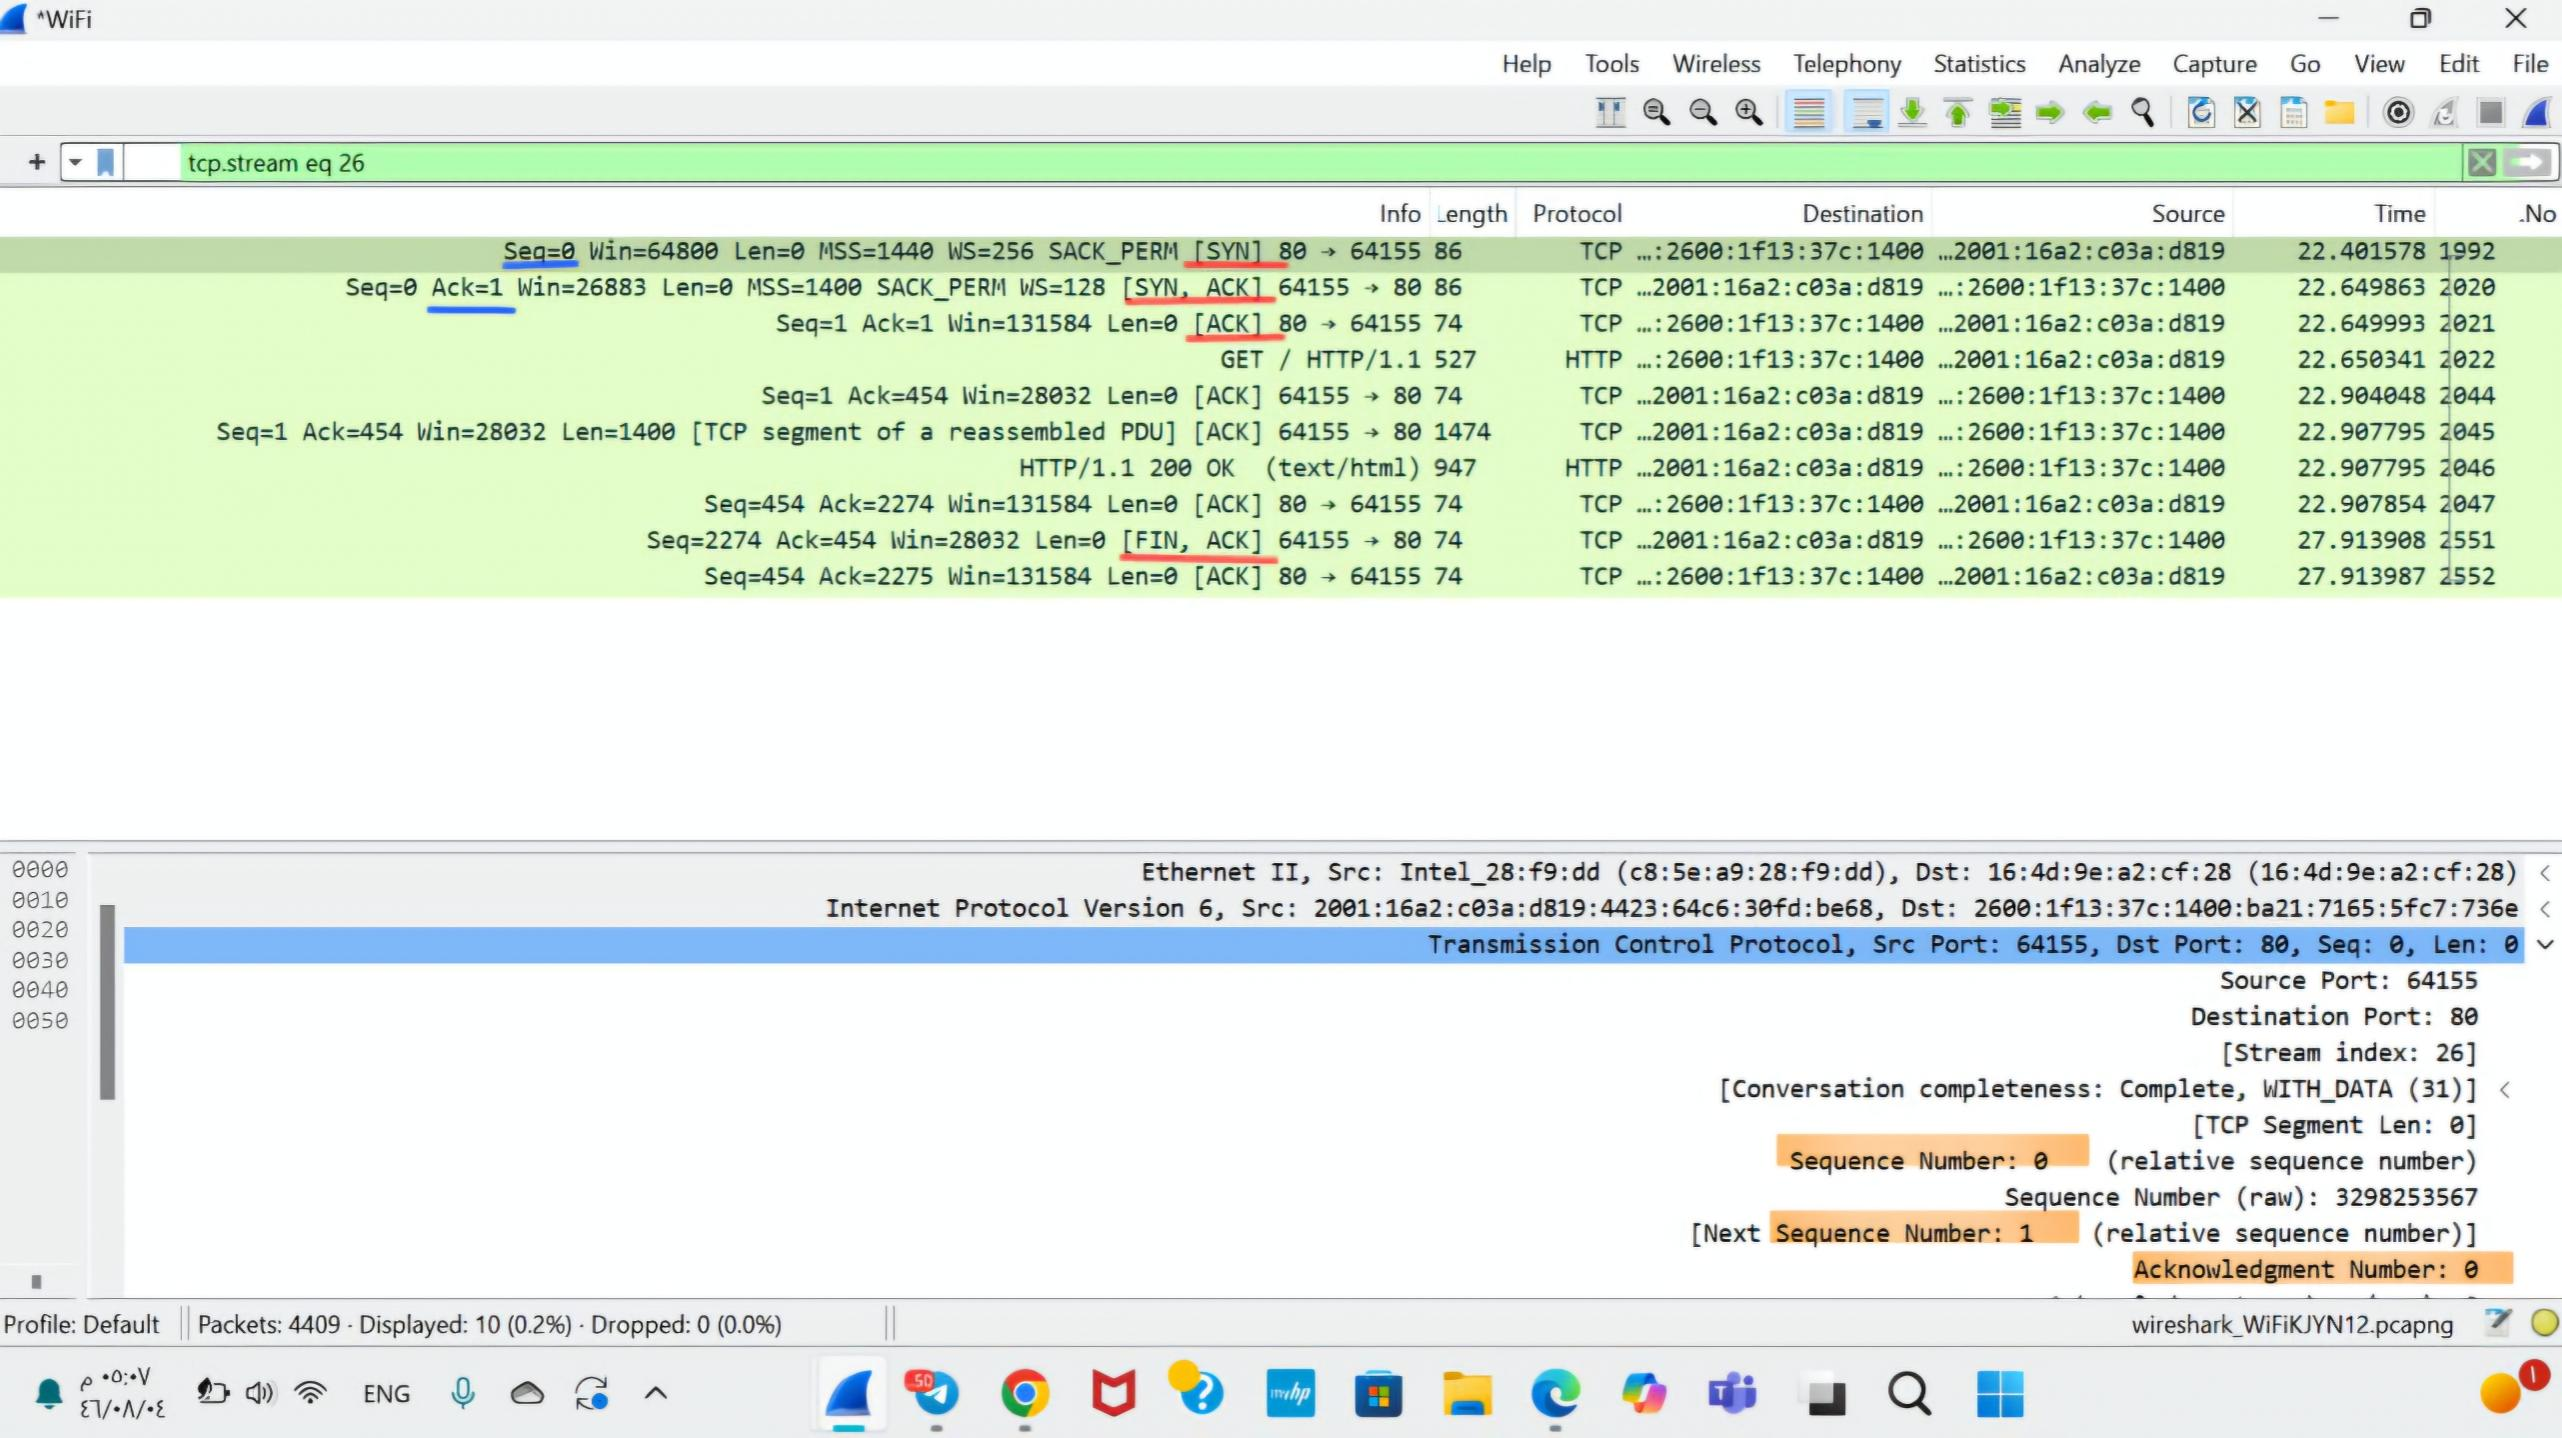 *WiFi
Help Tools Wireless Telephony Statistics Analyze Capture Go View Edit File
+ tcp.stream eq 26
Info Length Protocol Destination Source Time .No
Seq=0 Win=64800 Len=0 MSS=1440 WS=256 SACK_PERM [SYN] 80 → 64155 86 TCP …:2600:1f13:37c:1400 …2001:16a2:c03a:d819 22.401578 1992
Seq=0 Ack=1 Win=26883 Len=0 MSS=1400 SACK_PERM WS=128 [SYN, ACK] 64155 → 80 86 TCP …2001:16a2:c03a:d819 …:2600:1f13:37c:1400 22.649863 2020
Seq=1 Ack=1 Win=131584 Len=0 [ACK] 80 → 64155 74 TCP …:2600:1f13:37c:1400 …2001:16a2:c03a:d819 22.649993 2021
GET / HTTP/1.1 527 HTTP …:2600:1f13:37c:1400 …2001:16a2:c03a:d819 22.650341 2022
Seq=1 Ack=454 Win=28032 Len=0 [ACK] 64155 → 80 74 TCP …2001:16a2:c03a:d819 …:2600:1f13:37c:1400 22.904048 2044
Seq=1 Ack=454 Win=28032 Len=1400 [TCP segment of a reassembled PDU] [ACK] 64155 → 80 1474 TCP …2001:16a2:c03a:d819 …:2600:1f13:37c:1400 22.907795 2045
HTTP/1.1 200 OK (text/html) 947 HTTP …2001:16a2:c03a:d819 …:2600:1f13:37c:1400 22.907795 2046
Seq=454 Ack=2274 Win=131584 Len=0 [ACK] 80 → 64155 74 TCP …:2600:1f13:37c:1400 …2001:16a2:c03a:d819 22.907854 2047
Seq=2274 Ack=454 Win=28032 Len=0 [FIN, ACK] 64155 → 80 74 TCP …2001:16a2:c03a:d819 …:2600:1f13:37c:1400 27.913908 2551
Seq=454 Ack=2275 Win=131584 Len=0 [ACK] 80 → 64155 74 TCP …:2600:1f13:37c:1400 …2001:16a2:c03a:d819 27.913987 2552
0000
0010
0020
0030
0040
0050
Ethernet II, Src: Intel_28:f9:dd (c8:5e:a9:28:f9:dd), Dst: 16:4d:9e:a2:cf:28 (16:4d:9e:a2:cf:28)
Internet Protocol Version 6, Src: 2001:16a2:c03a:d819:4423:64c6:30fd:be68, Dst: 2600:1f13:37c:1400:ba21:7165:5fc7:736e
Transmission Control Protocol, Src Port: 64155, Dst Port: 80, Seq: 0, Len: 0
Source Port: 64155
Destination Port: 80
[Stream index: 26]
[Conversation completeness: Complete, WITH_DATA (31)]
[TCP Segment Len: 0]
Sequence Number: 0 (relative sequence number)
Sequence Number (raw): 3298253567
[Next Sequence Number: 1 (relative sequence number)]
Acknowledgment Number: 0
Profile: Default Packets: 4409 · Displayed: 10 (0.2%) · Dropped: 0 (0.0%) wireshark_WiFiKJYN12.pcapng
٠٥:٠٧ م
٤٦/٠٨/٠٤
ENG
50
myhp
1